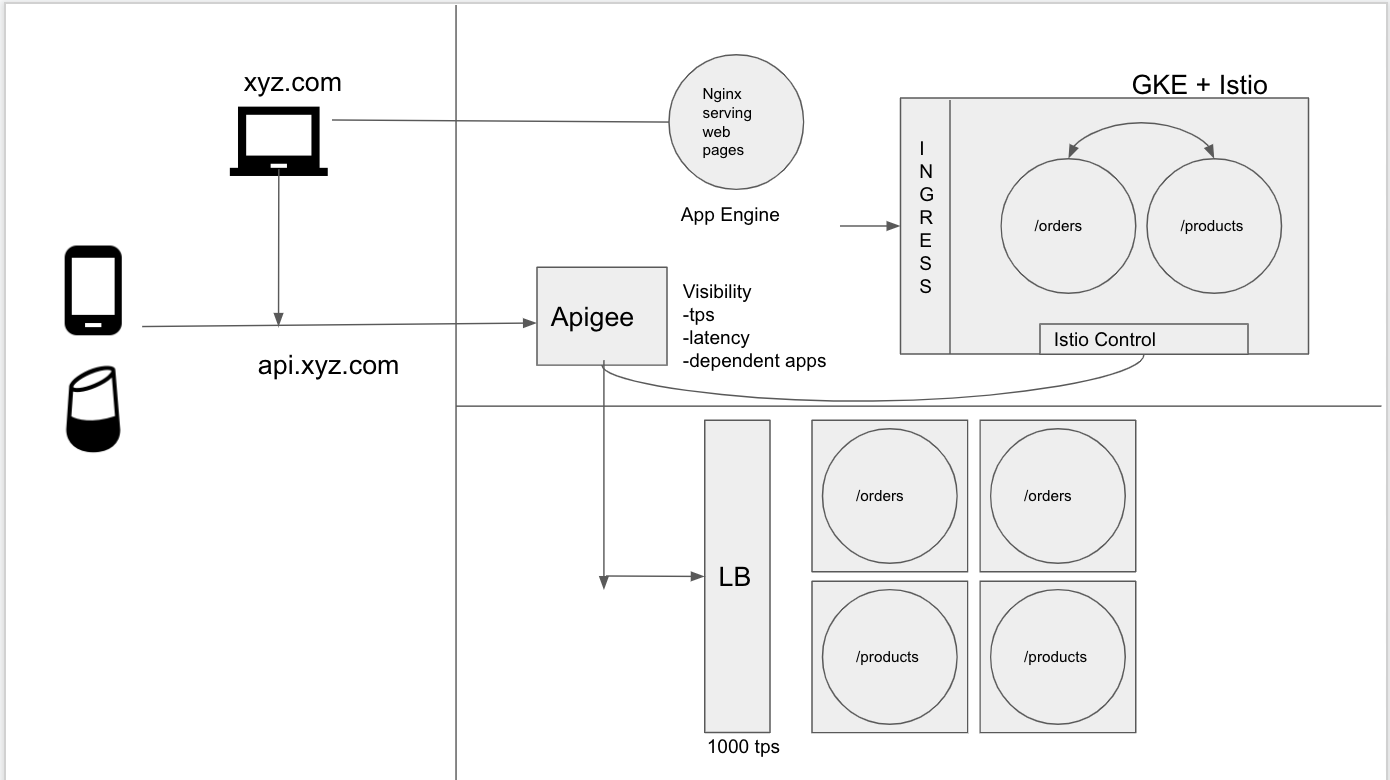 xyz.com
api.xyz.com
Nginx
serving
web
pages
App Engine
Apigee
Visibility
-tps
-latency
-dependent apps
GKE + Istio
I
N
G
R
E
S
S
/orders
/products
Istio Control
LB
1000 tps
/orders
/orders
/products
/products